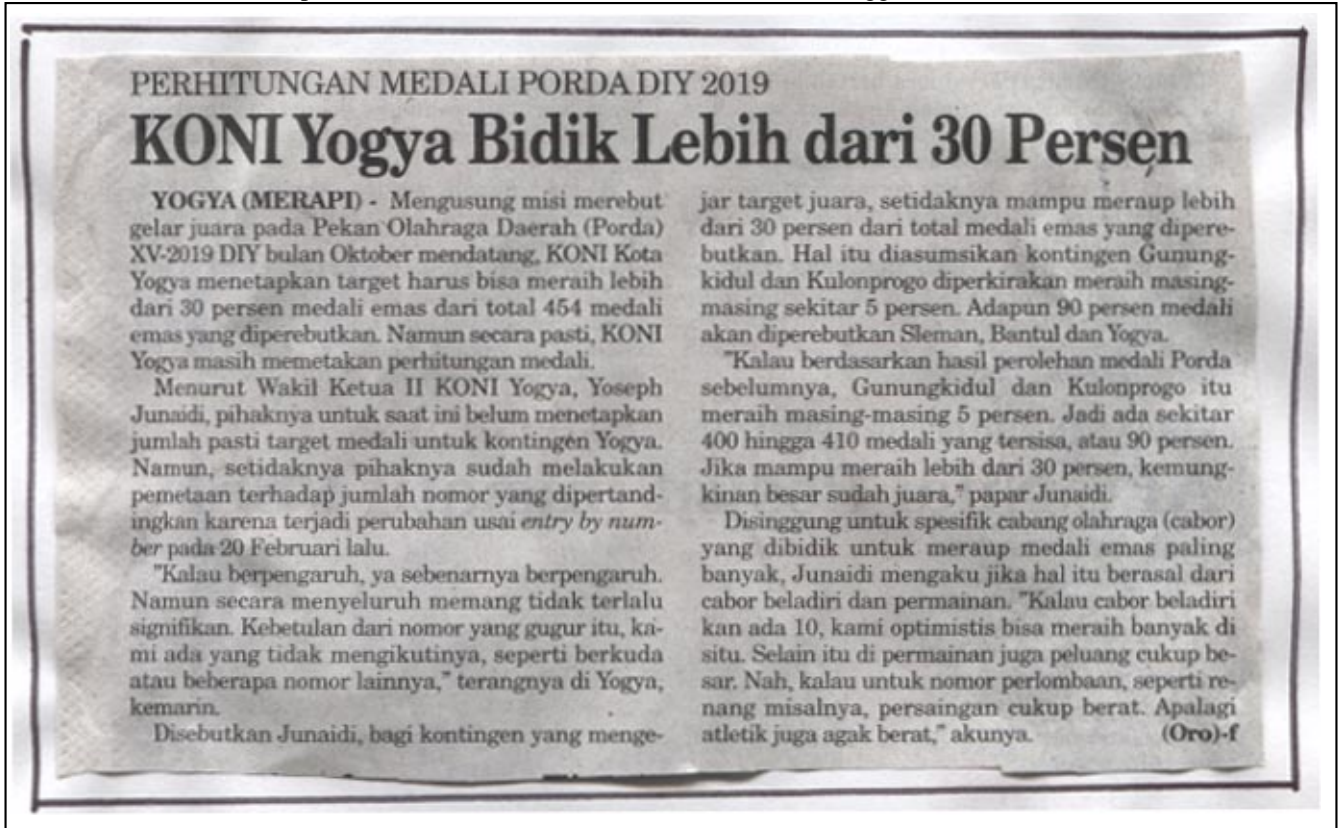 PERHITUNGAN MEDALI PORDA DIY 2019
KONI Yogya Bidik Lebih dari 30 Persen
YOGYA (MERAPI) - Mengusung misi merebut
gelar juara pada Pekan Olahraga Daerah (Porda)
XV-2019 DIY bulan Oktober mendatang, KONI Kota
Yogya menetapkan target harus bisa meraih lebih
dari 30 persen medali emas dari total 454 medali
emas yang diperebutkan. Namun secara pasti, KONI
Yogya masih memetakan perhitungan medali.
Menurut Wakil Ketua II KONI Yogya, Yoseph
Junaidi, pihaknya untuk saat ini belum menetapkan
jumlah pasti target medali untuk kontingen Yogya.
Namun, setidaknya pihaknya sudah melakukan
pemetaan terhadap jumlah nomor yang dipertand-
ingkan karena terjadi perubahan usai entry by num-
ber pada 20 Februari lalu.
"Kalau berpengaruh, ya sebenarnya berpengaruh.
Namun secara menyeluruh memang tidak terlalu
signifikan. Kebetulan dari nomor yang gugur itu, ka-
mi ada yang tidak mengikutinya, seperti berkuda
atau beberapa nomor lainnya," terangnya di Yogya,
kemarin.
Disebutkan Junaidi, bagi kontingen yang menge-
jar target juara, setidaknya mampu meraup lebih
dari 30 persen dari total medali emas yang dipere-
butkan. Hal itu diasumsikan kontingen Gunung-
kidul dan Kulonprogo diperkirakan meraih masing-
masing sekitar 5 persen. Adapun 90 persen medali
akan diperebutkan Sleman, Bantul dan Yogya.
"Kalau berdasarkan hasil perolehan medali Porda
sebelumnya, Gunungkidul dan Kulonprogo itu
meraih masing-masing 5 persen. Jadi ada sekitar
400 hingga 410 medali yang tersisa, atau 90 persen.
Jika mampu meraih lebih dari 30 persen, kemung-
kinan besar sudah juara," papar Junaidi.
Disinggung untuk spesifik cabang olahraga (cabor)
yang dibidik untuk meraup medali emas paling
banyak, Junaidi mengaku jika hal itu berasal dari
cabor beladiri dan permainan. "Kalau cabor beladiri
kan ada 10, kami optimistis bisa meraih banyak di
situ. Selain itu di permainan juga peluang cukup be-
sar. Nah, kalau untuk nomor perlombaan, seperti re-
nang misalnya, persaingan cukup berat. Apalagi
atletik juga agak berat," akunya. (Oro)-f